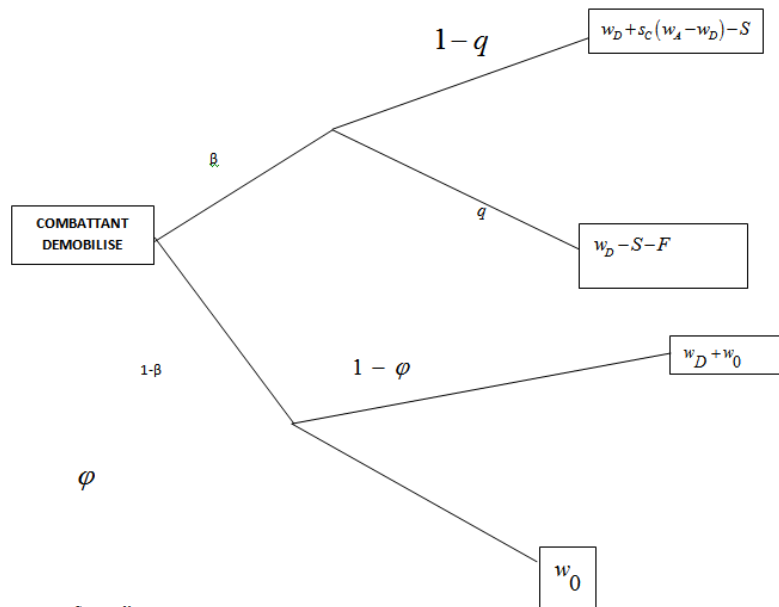 1 − q
w_D + s_C (w_A − w_D) − S
β
q
COMBATTANT
DEMOBILISE
w_D − S − F
1-β
1 − φ
w_D + w_0
φ
w_0